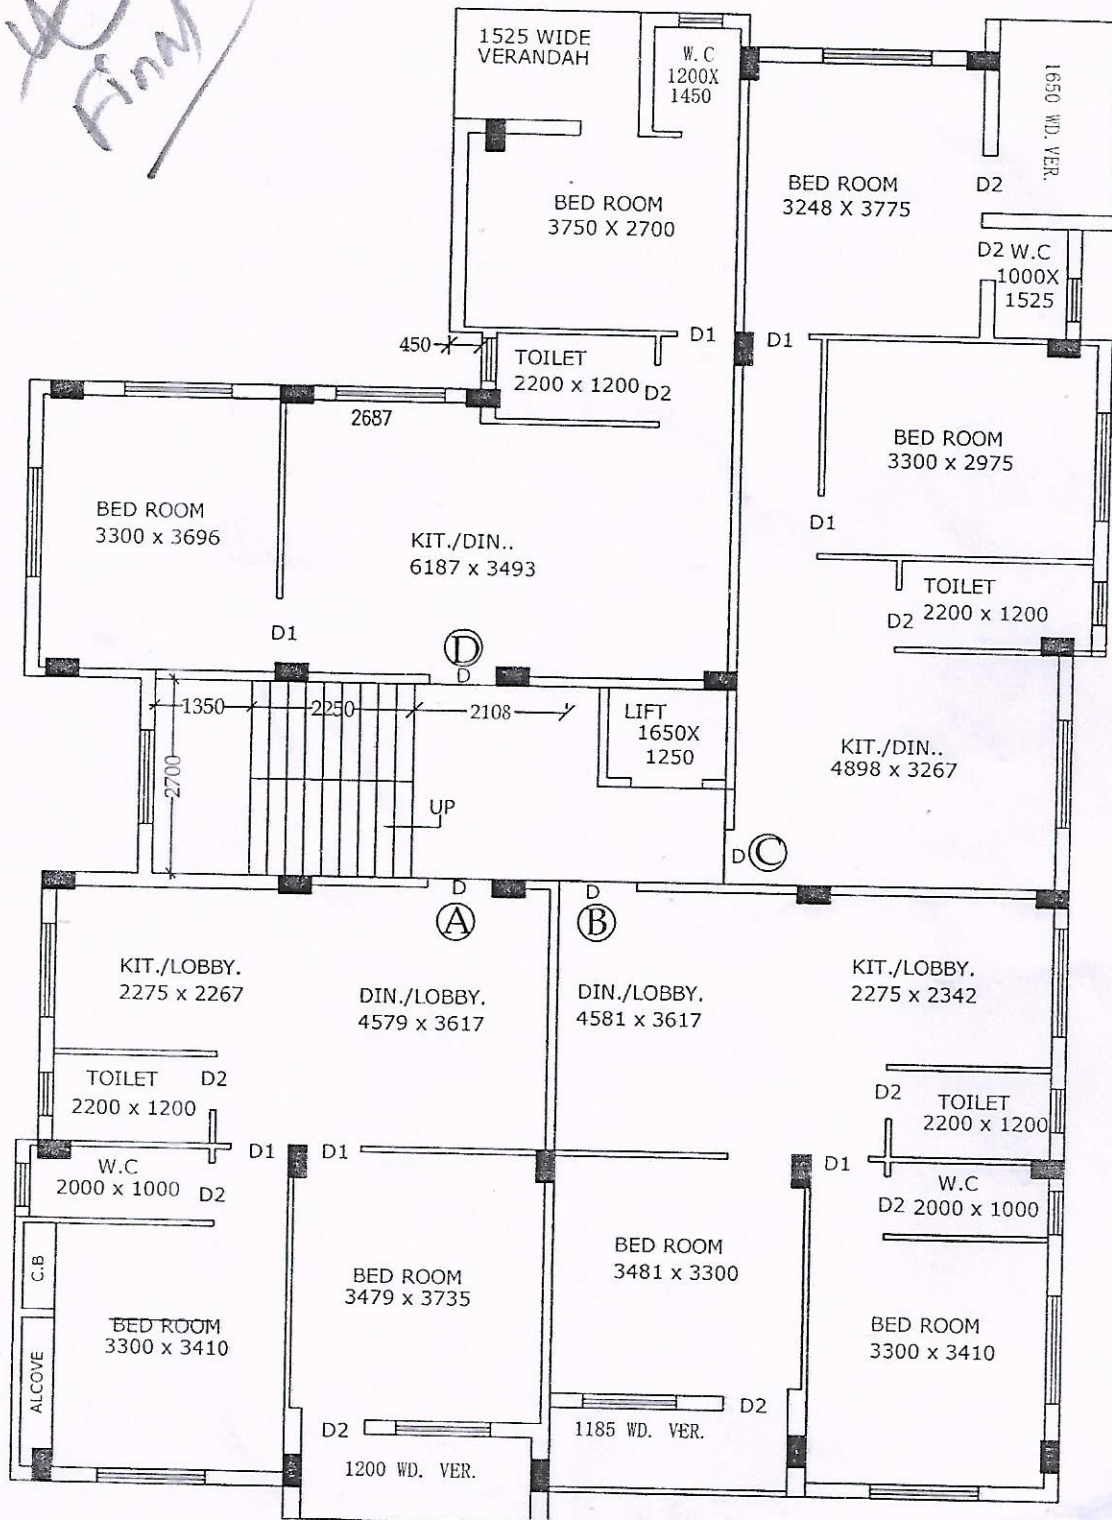 Final
1525 WIDE
VERANDAH
W.C
1200X
1450
1650 WD. VER.
BED ROOM
3750 X 2700
BED ROOM
3248 X 3775
D2
D2
W.C
1000X
1525
D1
D1
450
TOILET
2200 x 1200
D2
2687
BED ROOM
3300 x 3696
KIT./DIN..
6187 x 3493
D1
BED ROOM
3300 x 2975
D1
TOILET
2200 x 1200
D2
D
D
1350
2250
2108
2700
UP
LIFT
1650X
1250
KIT./DIN..
4898 x 3267
D
C
D
A
D
B
KIT./LOBBY.
2275 x 2267
DIN./LOBBY.
4579 x 3617
DIN./LOBBY.
4581 x 3617
KIT./LOBBY.
2275 x 2342
TOILET
2200 x 1200
D2
D2
TOILET
2200 x 1200
D1
D1
D1
W.C
2000 x 1000
D2
W.C
D2
2000 x 1000
C.B
ALCOVE
BED ROOM
3300 x 3410
BED ROOM
3479 x 3735
BED ROOM
3481 x 3300
BED ROOM
3300 x 3410
D2
1200 WD. VER.
1185 WD. VER.
D2